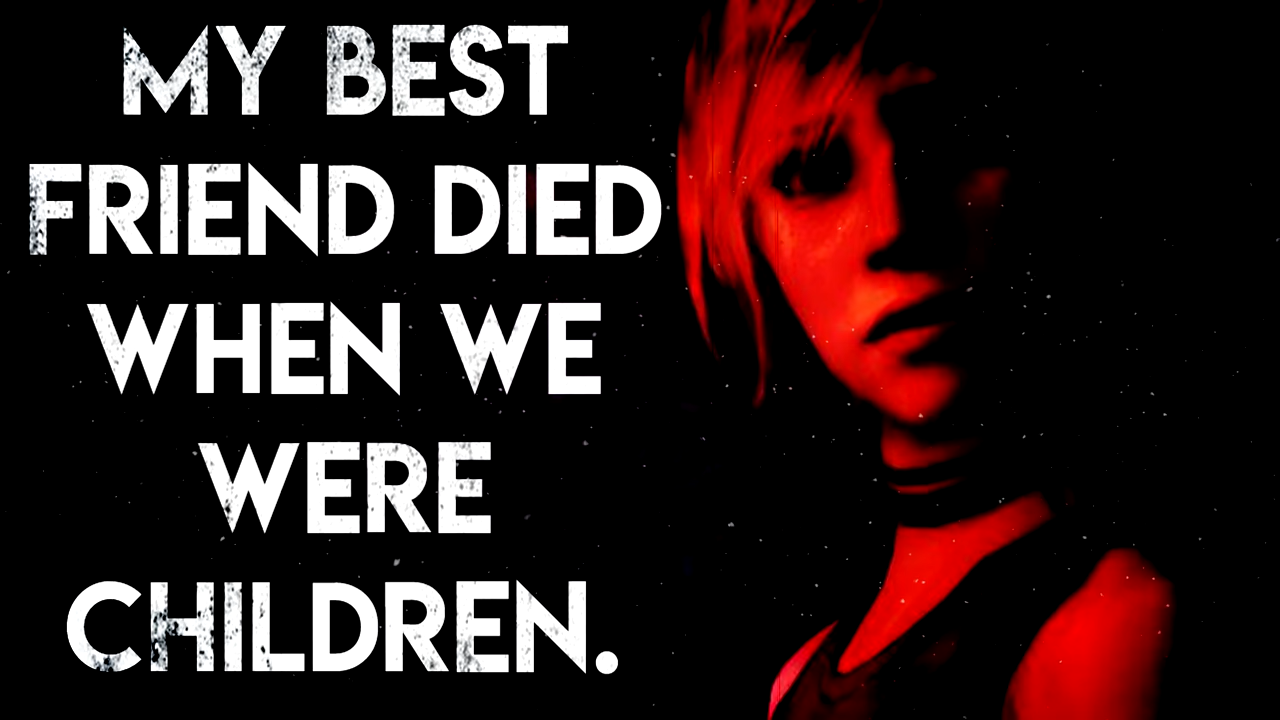 MY BEST
FRIEND DIED
WHEN WE
WERE
CHILDREN.